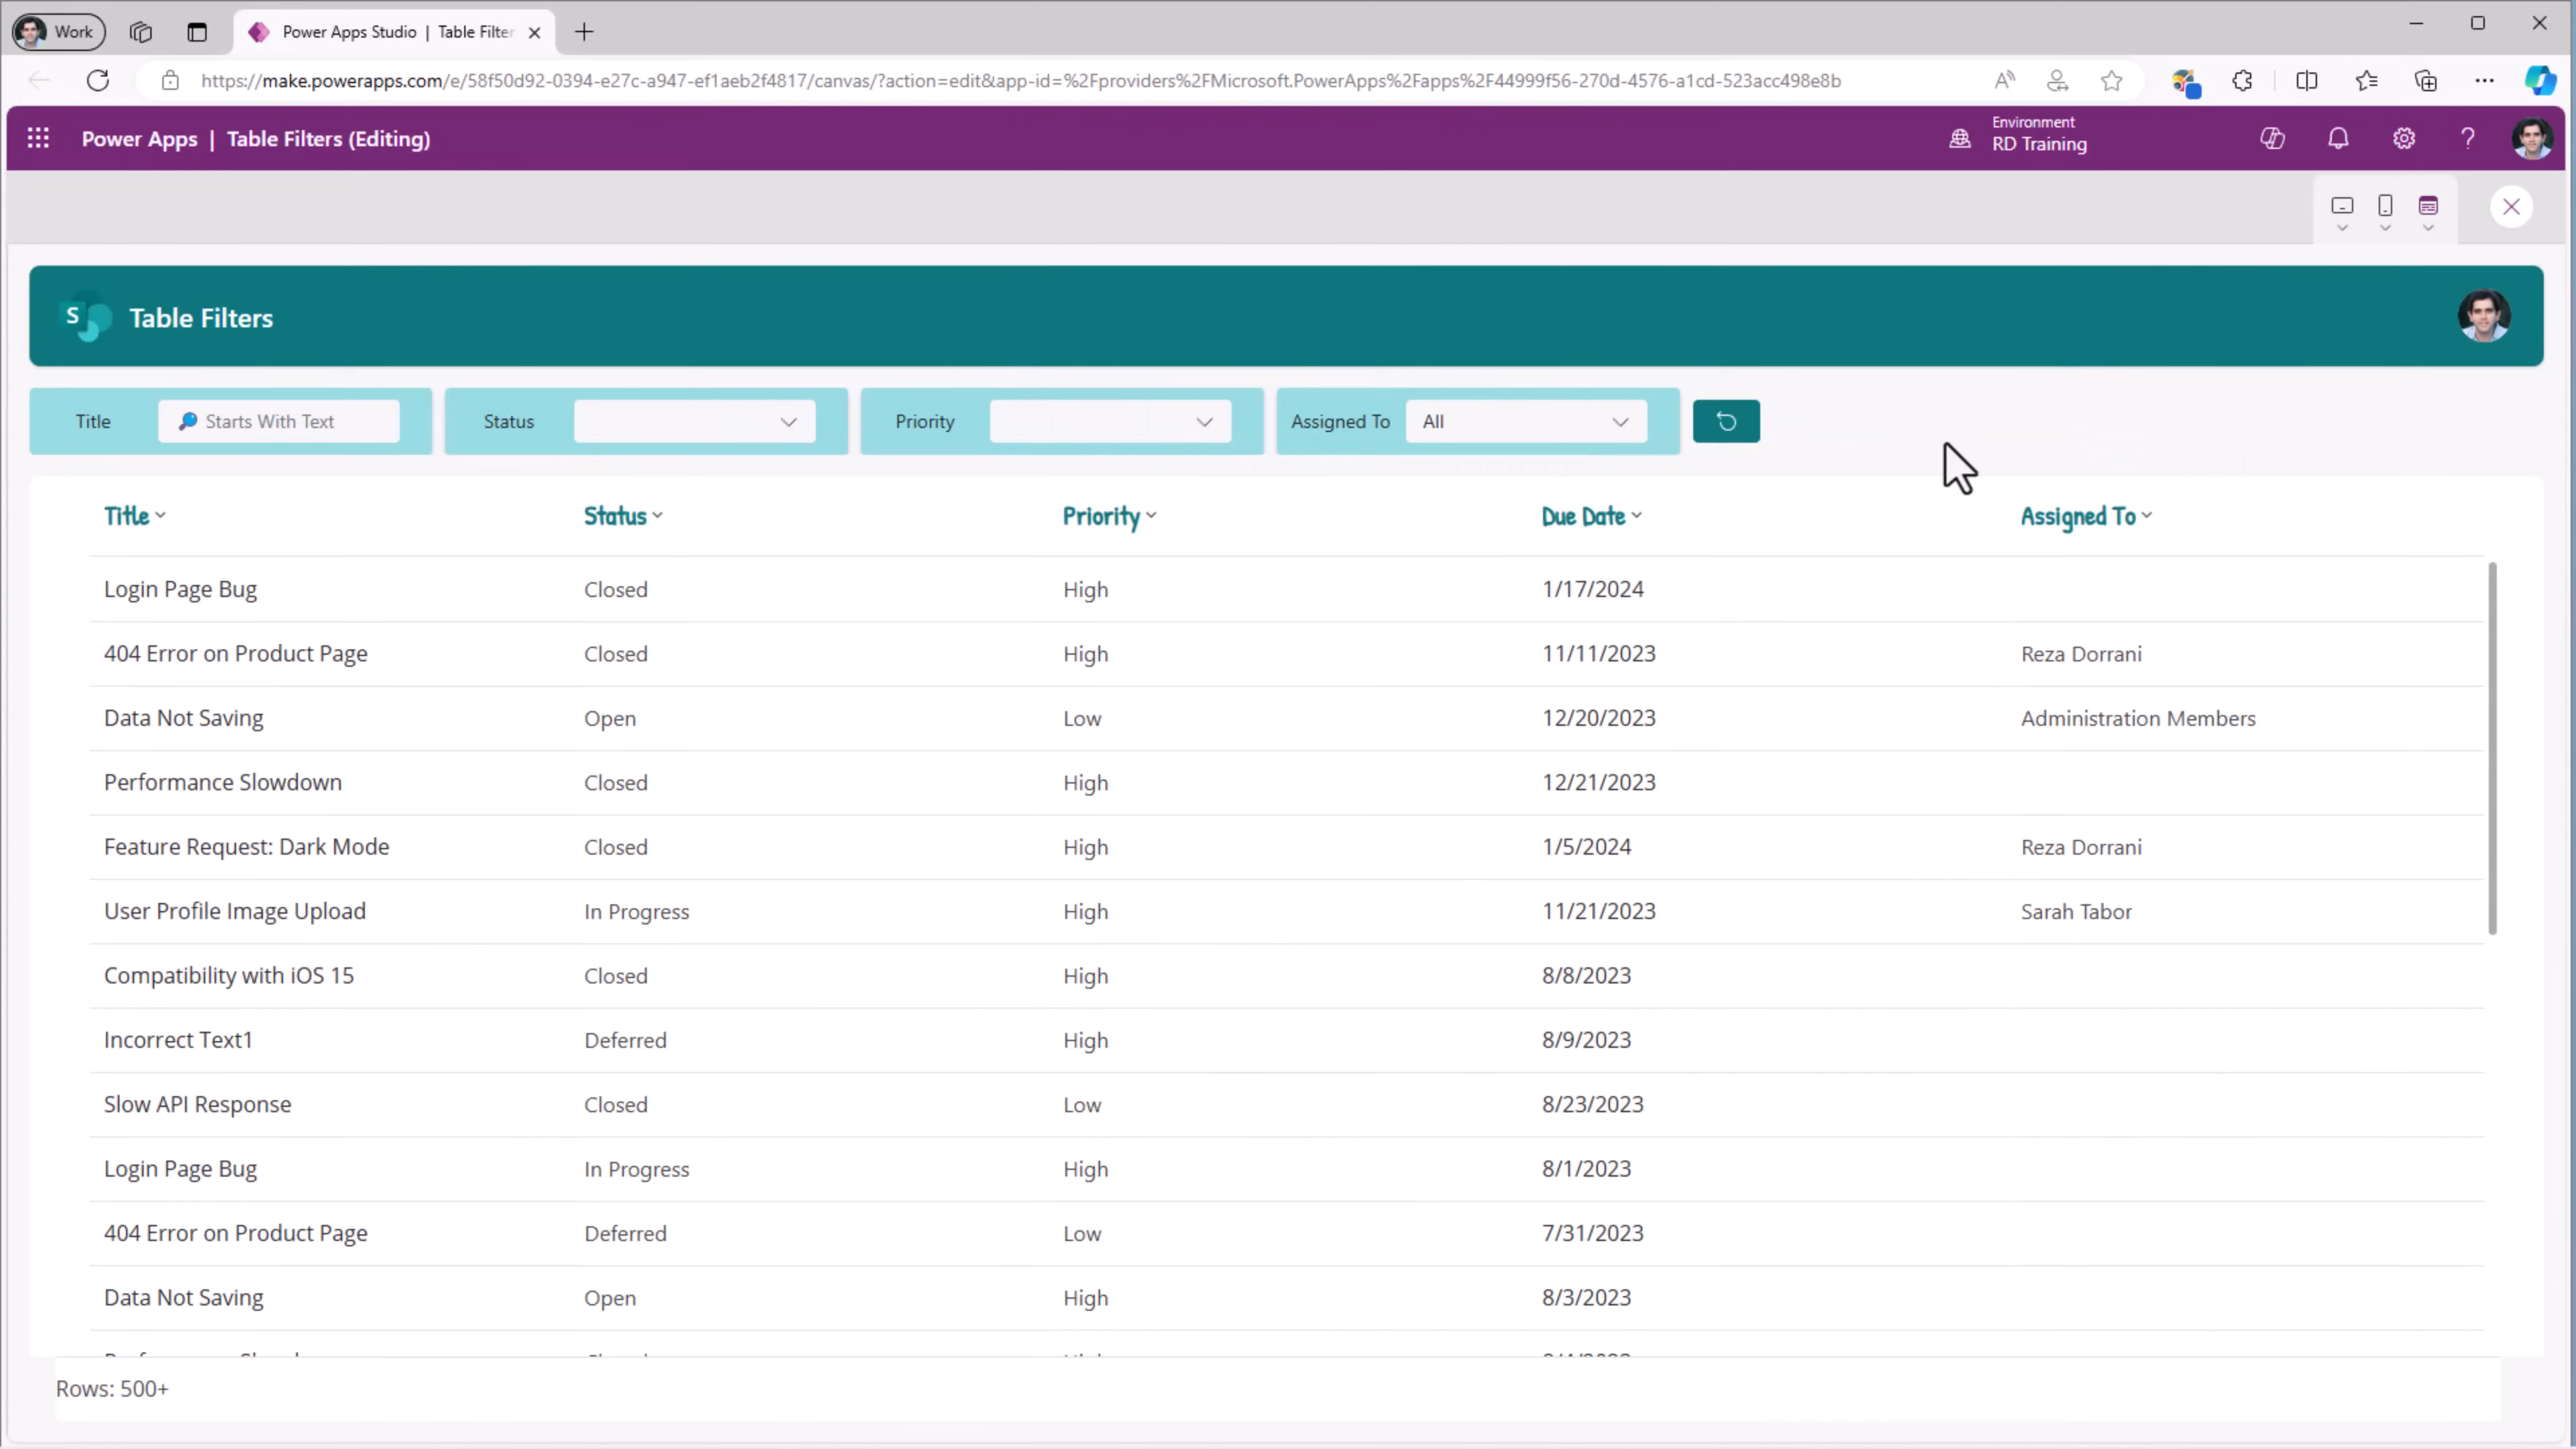 Work
Power Apps Studio | Table Filter
https://make.powerapps.com/e/58f50d92-0394-e27c-a947-ef1aeb2f4817/canvas/?action=edit&app-id=%2Fproviders%2FMicrosoft.PowerApps%2Fapps%2F44999f56-270d-4576-a1cd-523acc498e8b
Power Apps | Table Filters (Editing)
Environment
RD Training
S
Table Filters
Title Starts With Text Status Priority Assigned To All
Title Status Priority Due Date Assigned To
Login Page Bug Closed High 1/17/2024
404 Error on Product Page Closed High 11/11/2023 Reza Dorrani
Data Not Saving Open Low 12/20/2023 Administration Members
Performance Slowdown Closed High 12/21/2023
Feature Request: Dark Mode Closed High 1/5/2024 Reza Dorrani
User Profile Image Upload In Progress High 11/21/2023 Sarah Tabor
Compatibility with iOS 15 Closed High 8/8/2023
Incorrect Text1 Deferred High 8/9/2023
Slow API Response Closed Low 8/23/2023
Login Page Bug In Progress High 8/1/2023
404 Error on Product Page Deferred Low 7/31/2023
Data Not Saving Open High 8/3/2023
Rows: 500+